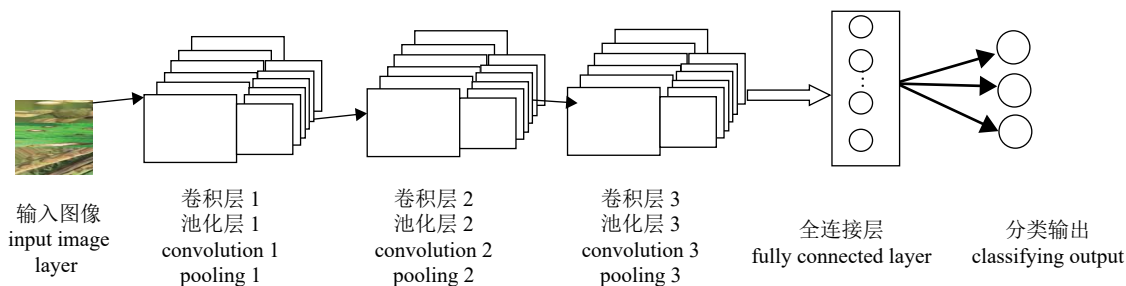 输入图像
input image
layer
卷积层 1
池化层 1
convolution 1
pooling 1
卷积层 2
池化层 2
convolution 2
pooling 2
卷积层 3
池化层 3
convolution 3
pooling 3
全连接层
fully connected layer
分类输出
classifying output